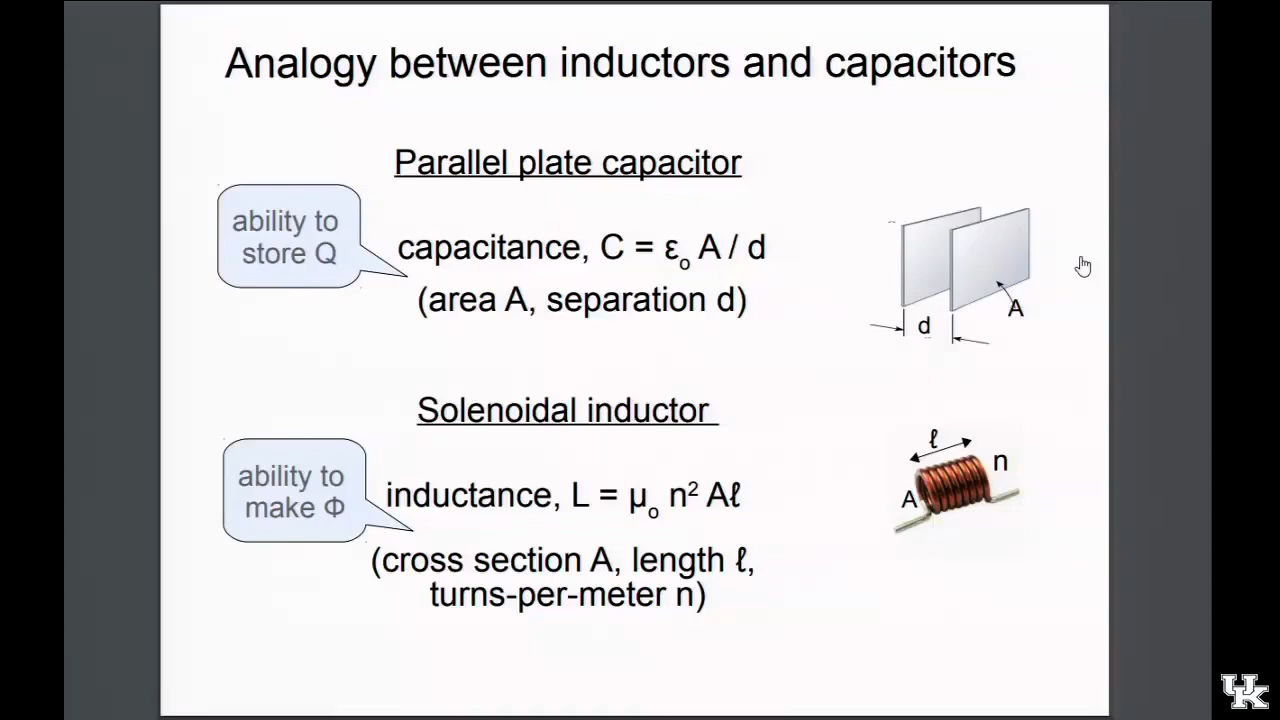 Analogy between inductors and capacitors
Parallel plate capacitor
ability to
store Q
capacitance, C = εₒ A / d
(area A, separation d)
A
d
Solenoidal inductor
ℓ
n
A
ability to
make Φ
inductance, L = μₒ n² Aℓ
(cross section A, length ℓ,
turns-per-meter n)
UK